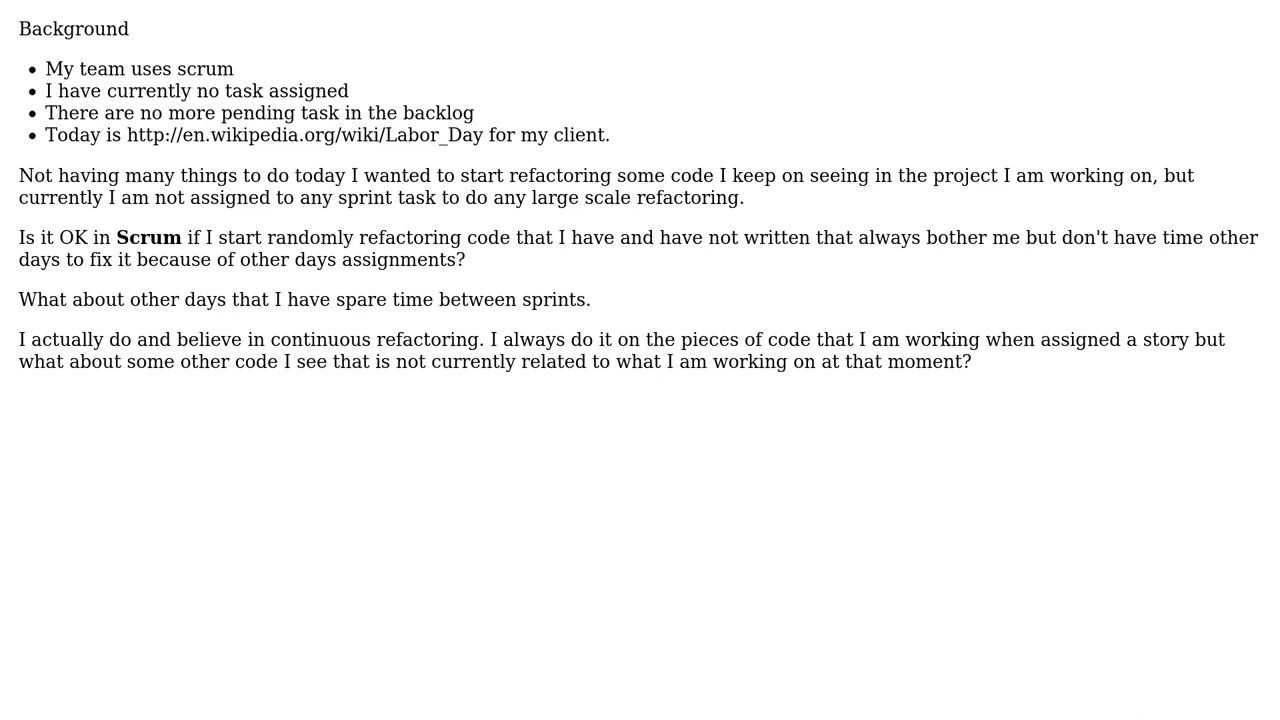 Background
• My team uses scrum
• I have currently no task assigned
• There are no more pending task in the backlog
• Today is http://en.wikipedia.org/wiki/Labor_Day for my client.
Not having many things to do today I wanted to start refactoring some code I keep on seeing in the project I am working on, but
currently I am not assigned to any sprint task to do any large scale refactoring.
Is it OK in Scrum if I start randomly refactoring code that I have and have not written that always bother me but don't have time other
days to fix it because of other days assignments?
What about other days that I have spare time between sprints.
I actually do and believe in continuous refactoring. I always do it on the pieces of code that I am working when assigned a story but
what about some other code I see that is not currently related to what I am working on at that moment?